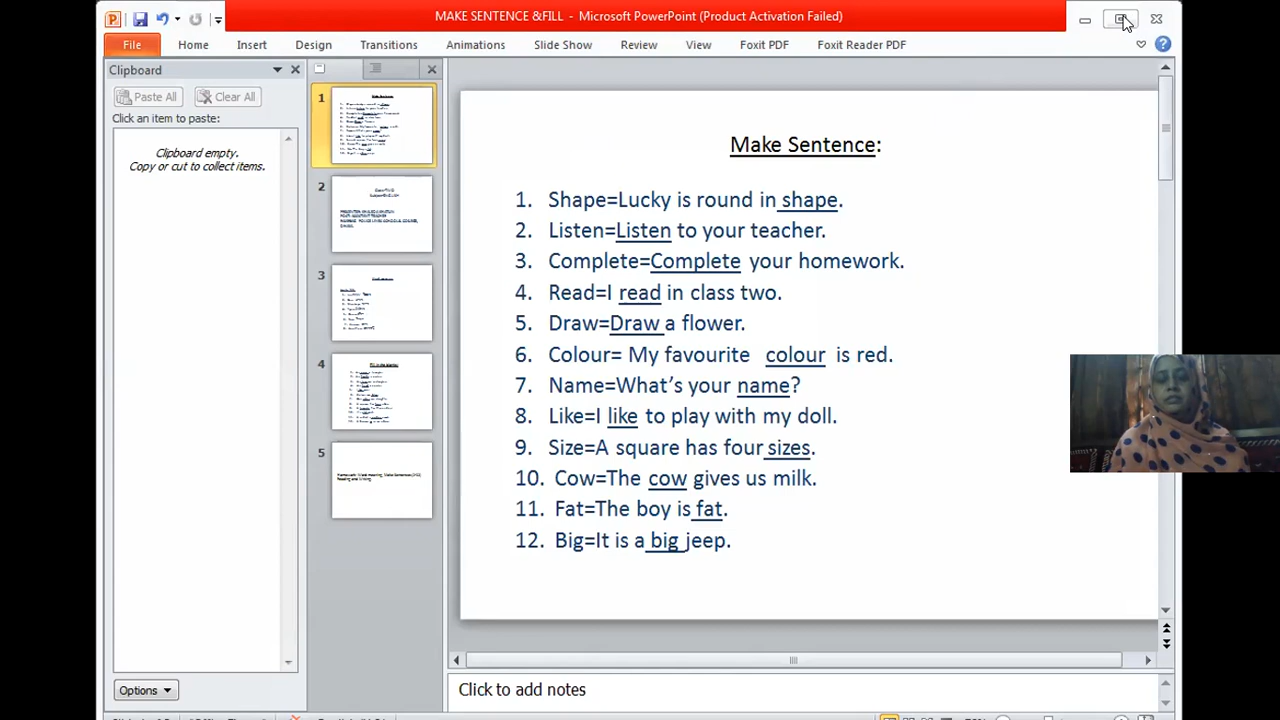 MAKE SENTENCE &FILL - Microsoft PowerPoint (Product Activation Failed)
File Home Insert Design Transitions Animations Slide Show Review View Foxit PDF Foxit Reader PDF
Clipboard
Paste All Clear All
Click an item to paste:
Clipboard empty.
Copy or cut to collect items.
Options
1
2
3
4
5
Make Sentence:
1. Shape=Lucky is round in shape.
2. Listen=Listen to your teacher.
3. Complete=Complete your homework.
4. Read=I read in class two.
5. Draw=Draw a flower.
6. Colour= My favourite colour is red.
7. Name=What's your name?
8. Like=I like to play with my doll.
9. Size=A square has four sizes.
10. Cow=The cow gives us milk.
11. Fat=The boy is fat.
12. Big=It is a big jeep.
Click to add notes